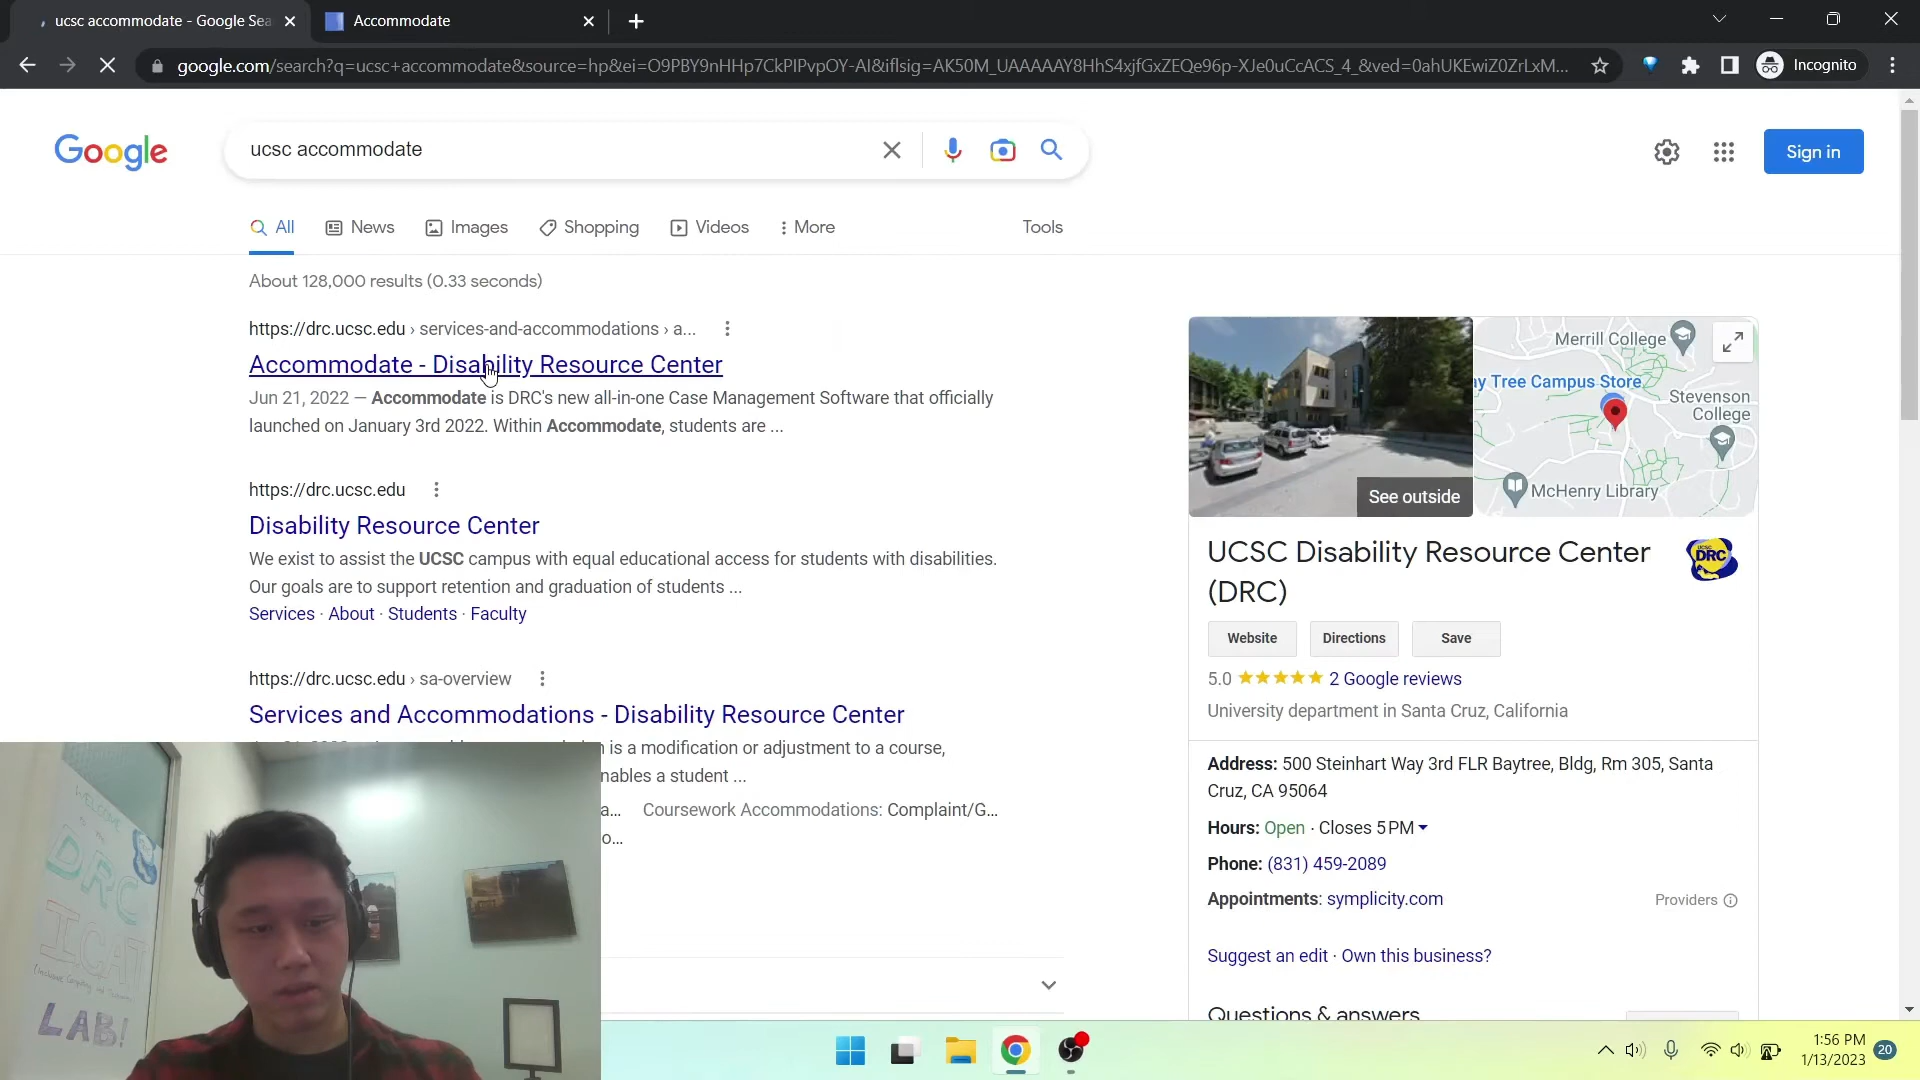 ucsc accommodate - Google Sea
Accommodate
google.com/search?q=ucsc+accommodate&source=hp&ei=O9PBY9nHHp7CkPIPvpOY-AI&iflsig=AK50M_UAAAAAY8HhS4xjfGxZEQe96p-XJe0uCcACS_4_&ved=0ahUKEwiZ0ZrLxM...
Incognito
Google
ucsc accommodate
Sign in
All
News
Images
Shopping
Videos
More
Tools
About 128,000 results (0.33 seconds)
https://drc.ucsc.edu › services-and-accommodations › a...
Accommodate - Disability Resource Center
Jun 21, 2022 — Accommodate is DRC's new all-in-one Case Management Software that officially
launched on January 3rd 2022. Within Accommodate, students are ...
https://drc.ucsc.edu
Disability Resource Center
We exist to assist the UCSC campus with equal educational access for students with disabilities.
Our goals are to support retention and graduation of students ...
Services · About · Students · Faculty
https://drc.ucsc.edu › sa-overview
Services and Accommodations - Disability Resource Center
is a modification or adjustment to a course,
nables a student ...
a... Coursework Accommodations: Complaint/G...
o...
Merrill College
ay Tree Campus Store
Stevenson
College
McHenry Library
See outside
UCSC Disability Resource Center
(DRC)
UCSC
DRC
Website
Directions
Save
5.0 2 Google reviews
University department in Santa Cruz, California
Address: 500 Steinhart Way 3rd FLR Baytree, Bldg, Rm 305, Santa
Cruz, CA 95064
Hours: Open · Closes 5 PM
Phone: (831) 459-2089
Appointments: symplicity.com
Providers
Suggest an edit · Own this business?
Questions & answers
WELCOME
DRC
ICAT
LAB!
1:56 PM
1/13/2023
20